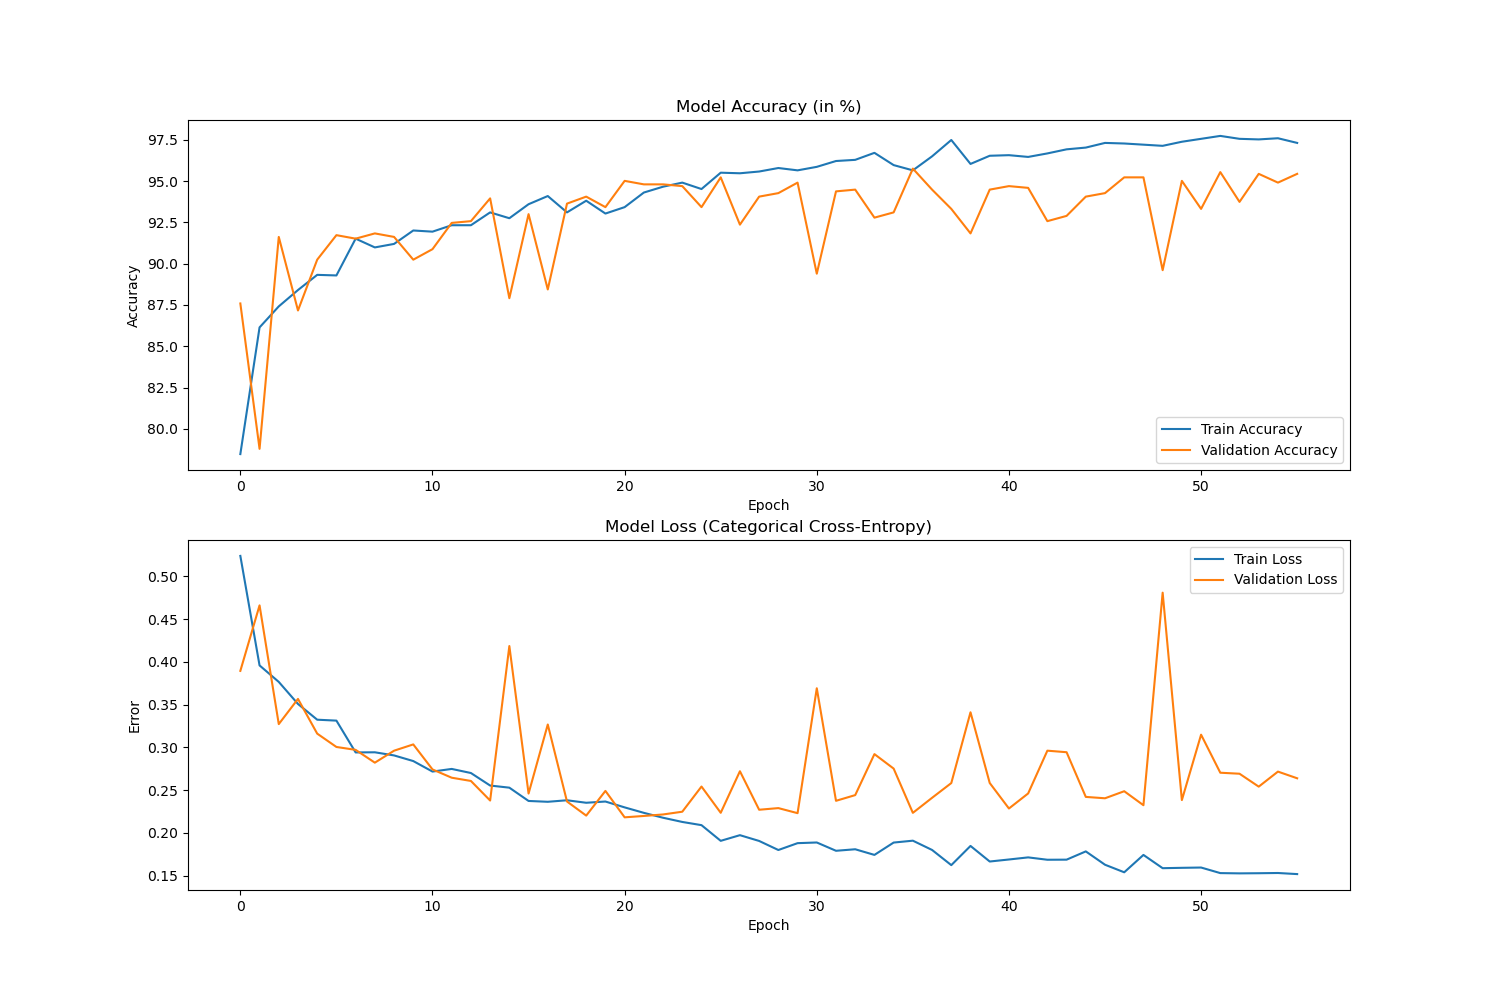 Model Accuracy (in %)
97.5
95.0
92.5
90.0
87.5
85.0
82.5
80.0
Accuracy
Train Accuracy
Validation Accuracy
0 10 20 30 40 50
Epoch
Model Loss (Categorical Cross-Entropy)
0.50
0.45
0.40
0.35
0.30
0.25
0.20
0.15
Error
Train Loss
Validation Loss
0 10 20 30 40 50
Epoch